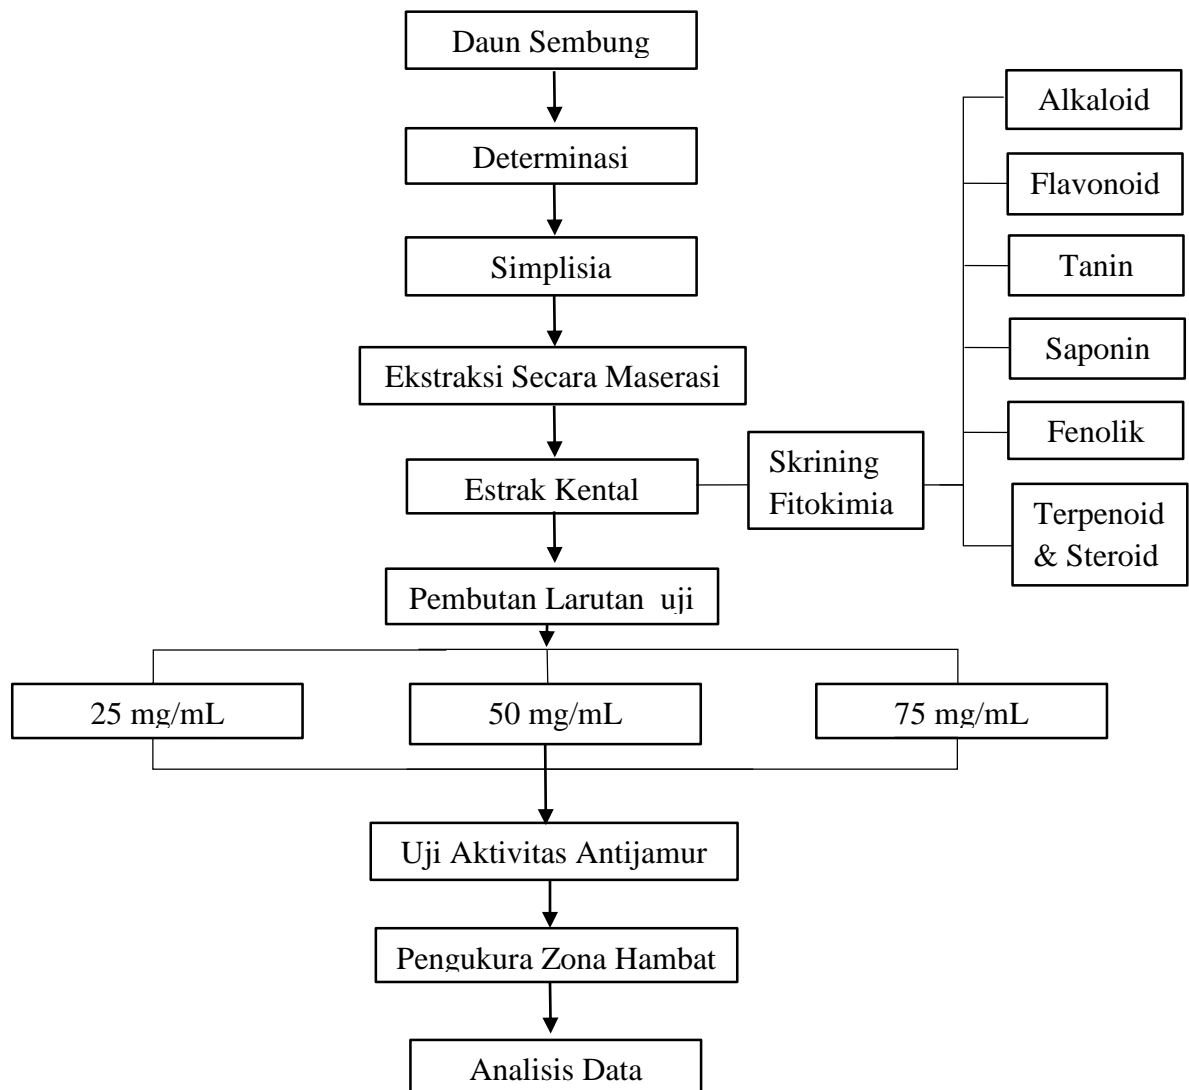 Daun Sembung
Determinasi
Simplisia
Ekstraksi Secara Maserasi
Estrak Kental
Skrining
Fitokimia
Alkaloid
Flavonoid
Tanin
Saponin
Fenolik
Terpenoid
& Steroid
Pembutan Larutan uji
25 mg/mL
50 mg/mL
75 mg/mL
Uji Aktivitas Antijamur
Pengukura Zona Hambat
Analisis Data